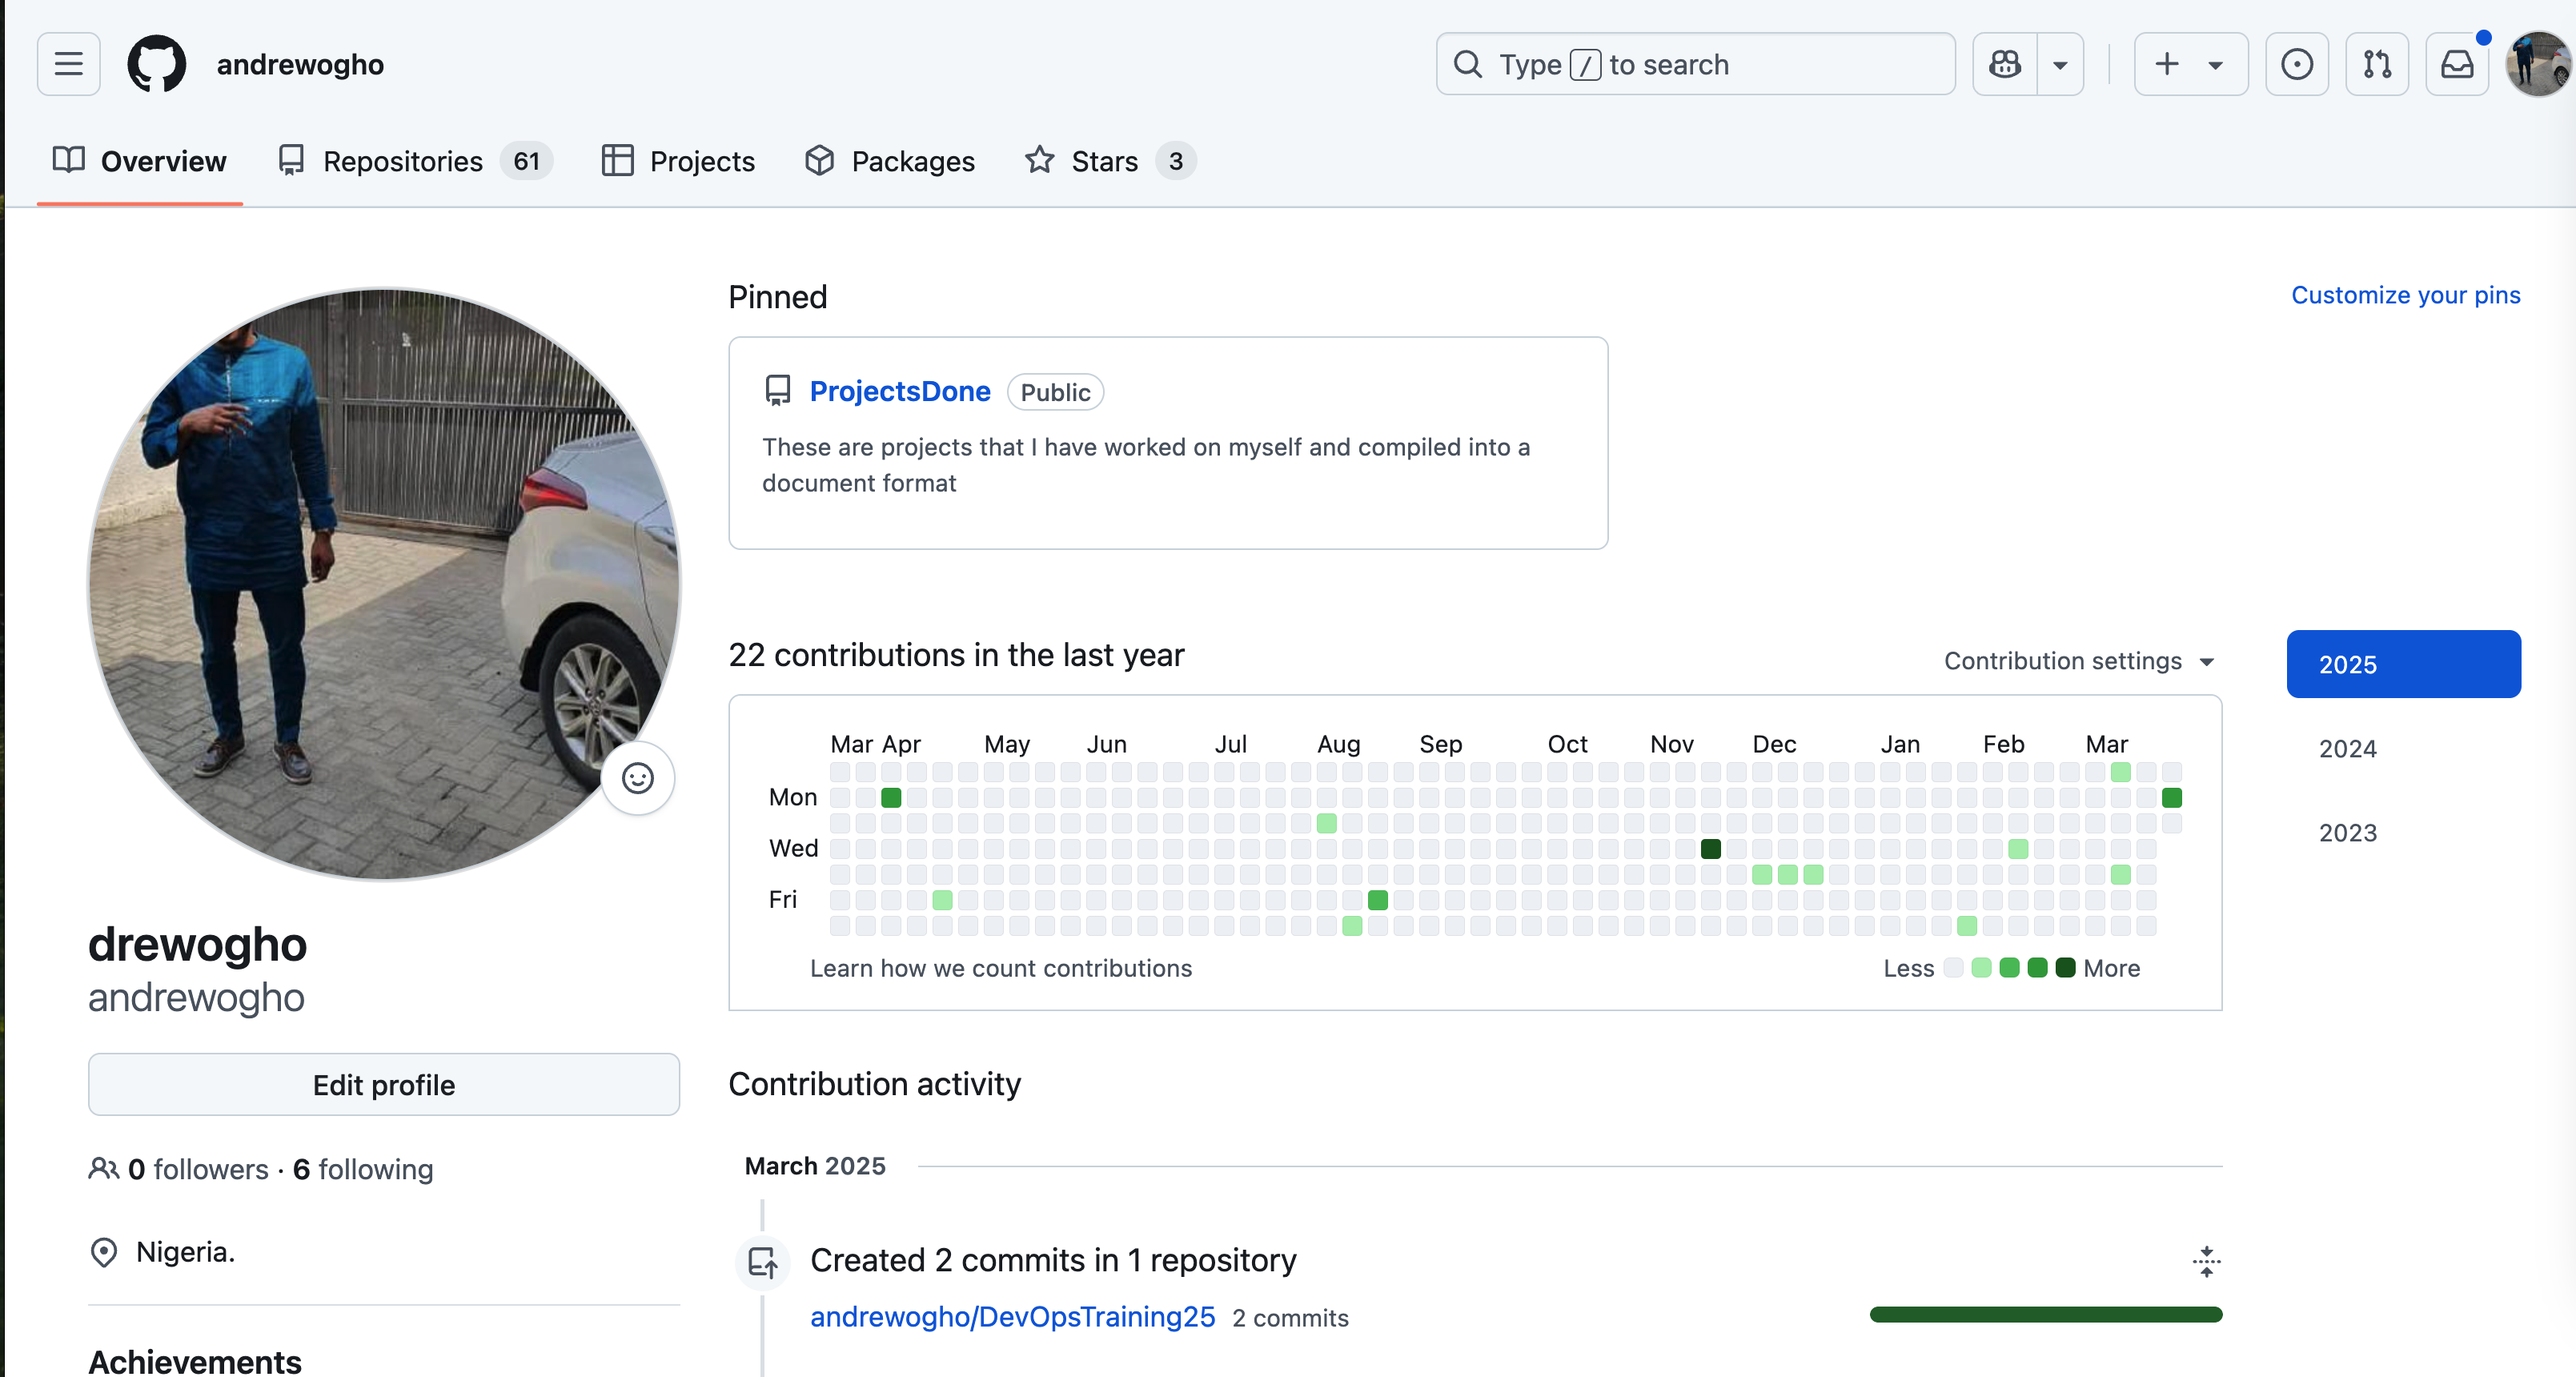 andrewogho
Type / to search
Overview
Repositories 61
Projects
Packages
Stars 3
Pinned
Customize your pins
ProjectsDone Public
These are projects that I have worked on myself and compiled into a
document format
22 contributions in the last year
Contribution settings
2025
2024
2023
Mar Apr May Jun Jul Aug Sep Oct Nov Dec Jan Feb Mar
Mon
Wed
Fri
Learn how we count contributions
Less More
drewogho
andrewogho
Edit profile
0 followers · 6 following
Nigeria.
Achievements
Contribution activity
March 2025
Created 2 commits in 1 repository
andrewogho/DevOpsTraining25 2 commits